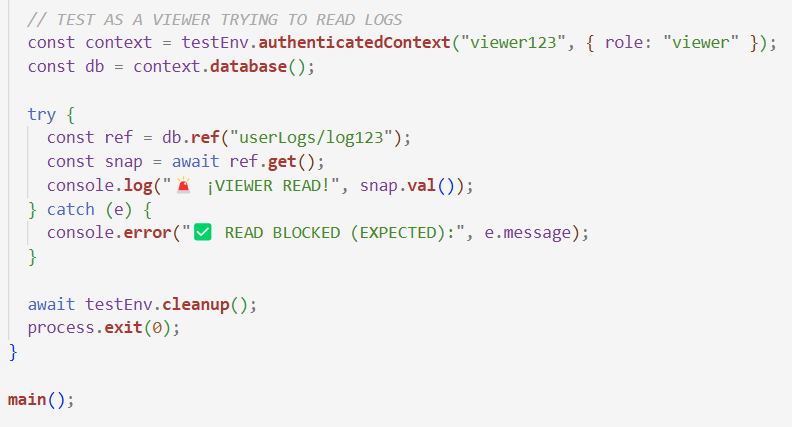 // TEST AS A VIEWER TRYING TO READ LOGS
const context = testEnv.authenticatedContext("viewer123", { role: "viewer" });
const db = context.database();
try {
const ref = db.ref("userLogs/log123");
const snap = await ref.get();
console.log("🚨 ¡VIEWER READ!", snap.val());
} catch (e) {
console.error("✅ READ BLOCKED (EXPECTED):", e.message);
}
await testEnv.cleanup();
process.exit(0);
}
main();